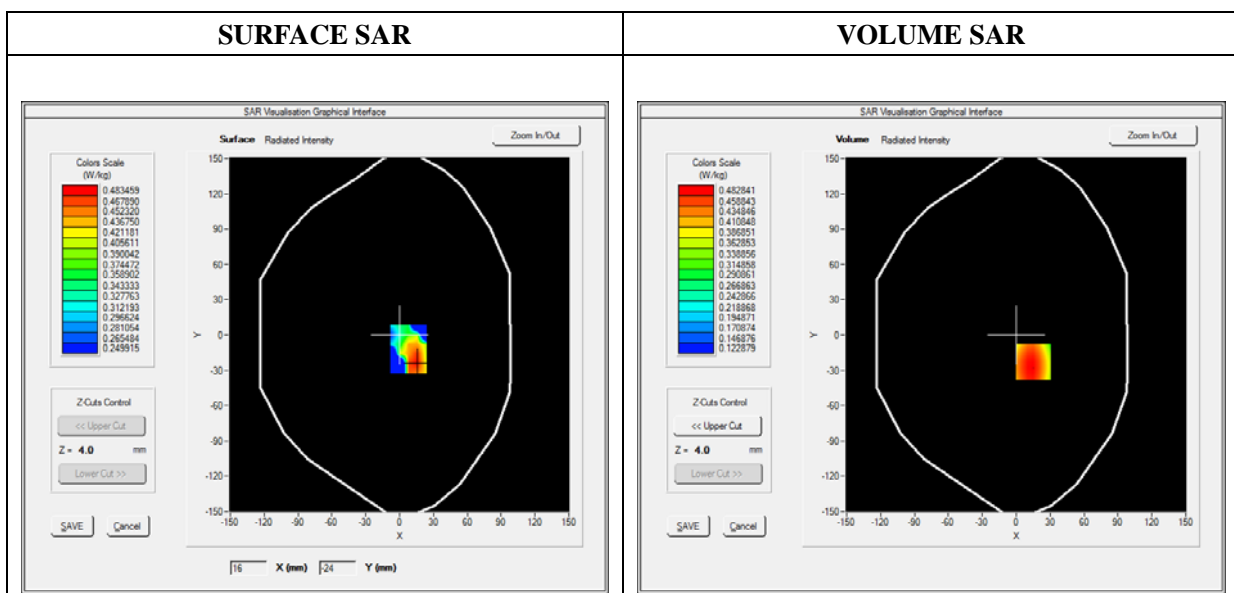 SURFACE SAR
VOLUME SAR
SAR Visualisation Graphical Interface
Surface Radiated Intensity
Zoom In/Out
Colors Scale
(W/kg)
0.483459
0.467890
0.452320
0.436750
0.421181
0.405611
0.390042
0.374472
0.358902
0.343333
0.327763
0.312193
0.296624
0.281054
0.265484
0.249915
Z-Cuts Control
<< Upper Cut
Z = 4.0 mm
Lower Cut >>
SAVE Cancel
150
120
90
60
30
0
-30
-60
-90
-120
-150
Y
-150 -120 -90 -60 -30 0 30 60 90 120 150
X
16 X (mm) -24 Y (mm)
SAR Visualisation Graphical Interface
Volume Radiated Intensity
Zoom In/Out
Colors Scale
(W/kg)
0.482841
0.458843
0.434846
0.410848
0.386851
0.362853
0.338856
0.314858
0.290861
0.266863
0.242866
0.218868
0.194871
0.170874
0.146876
0.122879
Z-Cuts Control
<< Upper Cut
Z = 4.0 mm
Lower Cut >>
SAVE Cancel
150
120
90
60
30
0
-30
-60
-90
-120
-150
Y
-150 -120 -90 -60 -30 0 30 60 90 120 150
X